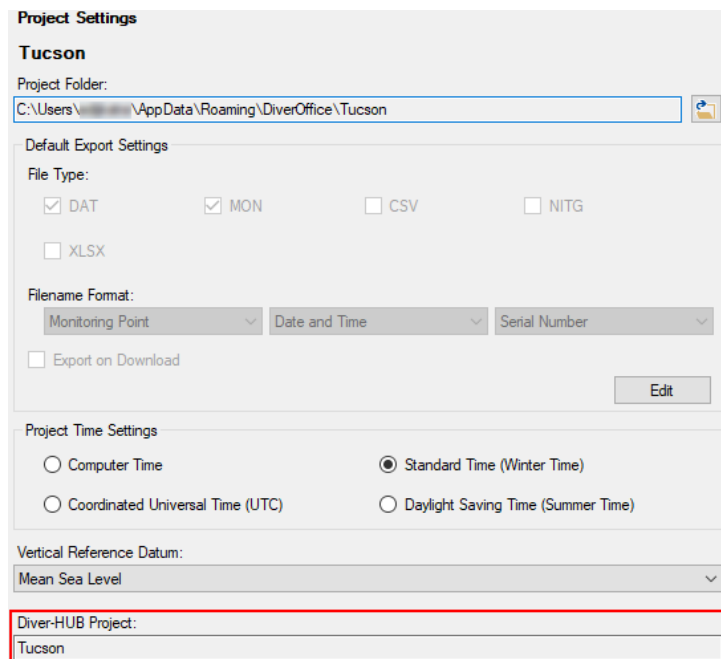 Project Settings
Tucson
Project Folder:
C:\Users\ \AppData\Roaming\DiverOffice\Tucson
Default Export Settings
File Type:
DAT MON CSV NITG
XLSX
Filename Format:
Monitoring Point Date and Time Serial Number
Export on Download
Edit
Project Time Settings
Computer Time Standard Time (Winter Time)
Coordinated Universal Time (UTC) Daylight Saving Time (Summer Time)
Vertical Reference Datum:
Mean Sea Level
Diver-HUB Project:
Tucson